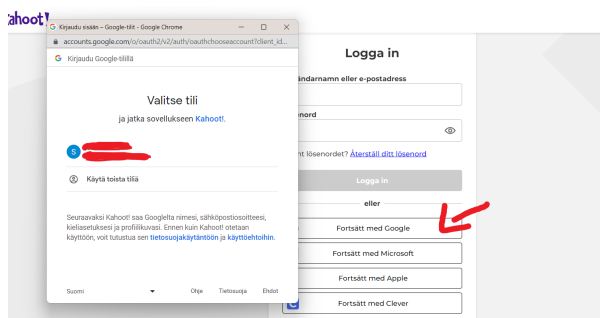 Kahoot!
Kirjaudu sisään – Google-tilit - Google Chrome
accounts.google.com/o/oauth2/v2/auth/oauthchooseaccount?client_id...
Kirjaudu Google-tilillä
Valitse tili
ja jatka sovellukseen Kahoot!.
S
Käytä toista tiliä
Seuraavaksi Kahoot! saa Googlelta nimesi, sähköpostiosoitteesi,
kieliasetuksesi ja profiilikuvasi. Ennen kuin Kahoot! otetaan
käyttöön, voit tutustua sen tietosuojakäytäntöön ja käyttöehtoihin.
Suomi
Ohje Tietosuoja Ehdot
Logga in
ändarnamn eller e-postadress
enord
nt lösenordet? Återställ ditt lösenord
Logga in
eller
Fortsätt med Google
Fortsätt med Microsoft
Fortsätt med Apple
C Fortsätt med Clever